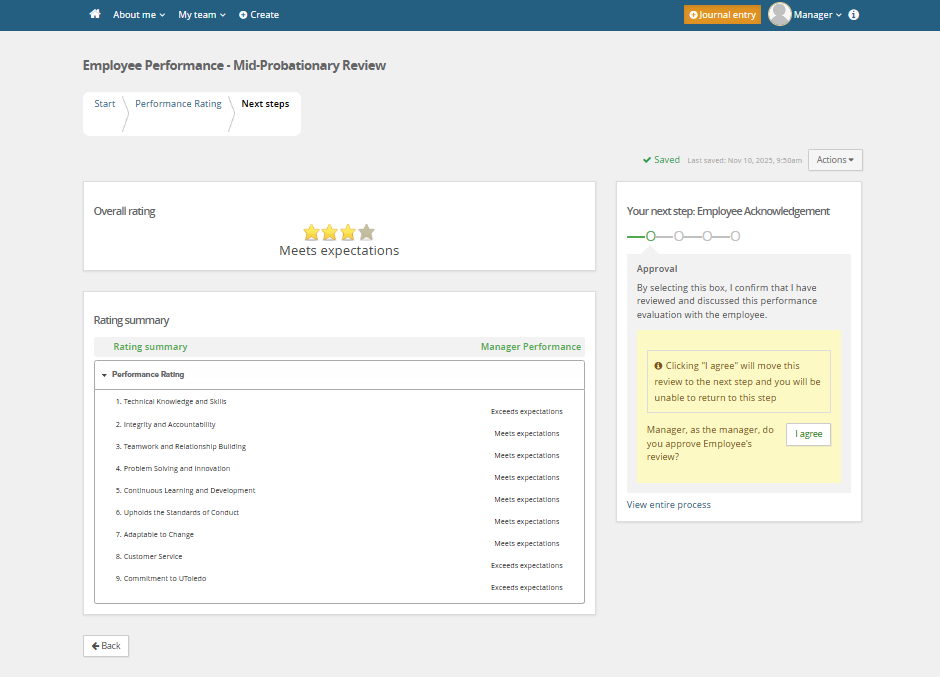 About me
My team
Create
Journal entry
Manager
Employee Performance - Mid-Probationary Review
Start
Performance Rating
Next steps
Saved
Last saved: Nov 10, 2025, 9:50am
Actions
Overall rating
Meets expectations
Rating summary
Rating summary
Manager Performance
Performance Rating
1. Technical Knowledge and Skills
Exceeds expectations
2. Integrity and Accountability
Meets expectations
3. Teamwork and Relationship Building
Meets expectations
4. Problem Solving and Innovation
Meets expectations
5. Continuous Learning and Development
Meets expectations
6. Upholds the Standards of Conduct
Meets expectations
7. Adaptable to Change
Meets expectations
8. Customer Service
Exceeds expectations
9. Commitment to UToledo
Exceeds expectations
Your next step: Employee Acknowledgement
Approval
By selecting this box, I confirm that I have
reviewed and discussed this performance
evaluation with the employee.
Clicking "I agree" will move this
review to the next step and you will be
unable to return to this step
Manager, as the manager, do
you approve Employee's
review?
I agree
View entire process
Back